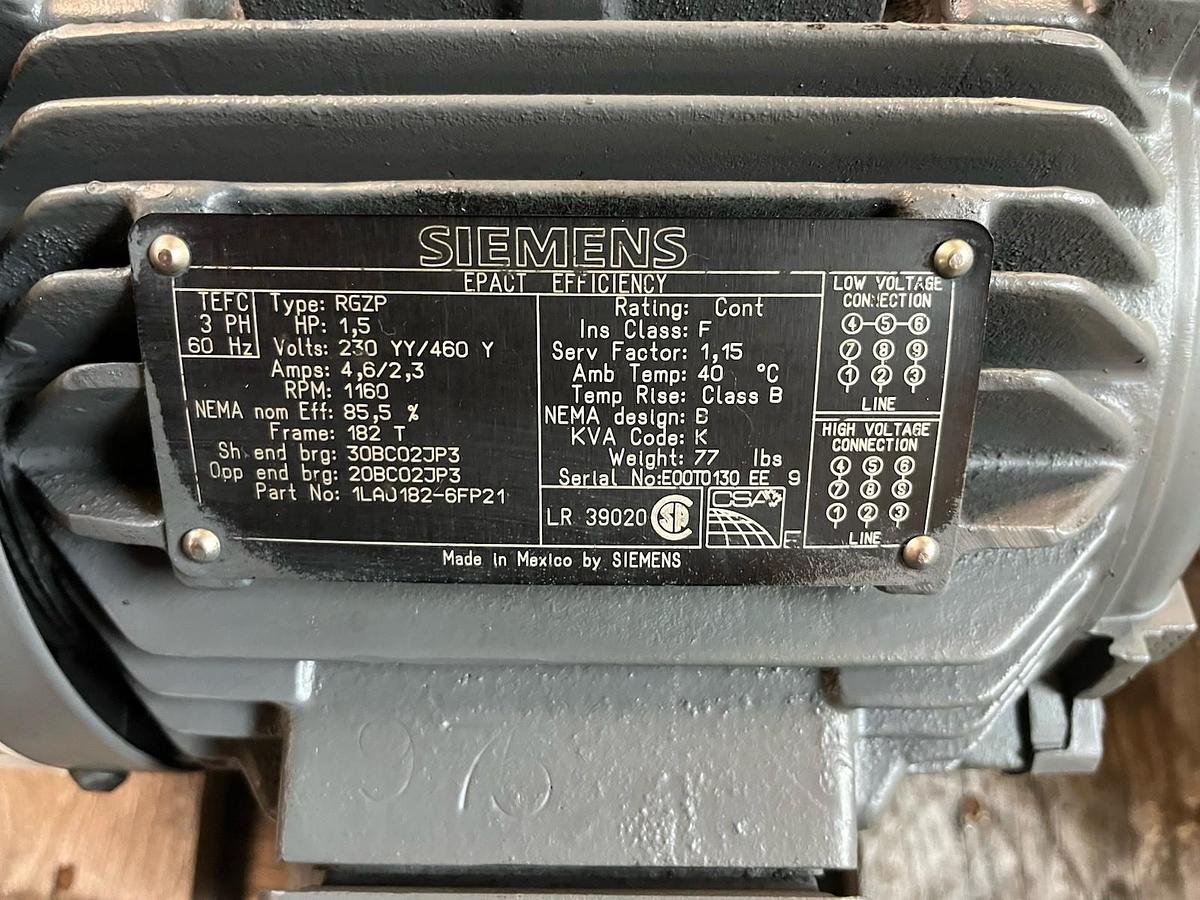 SIEMENS
EPACT EFFICIENCY
TEFC
3 PH
60 Hz
Type: RGZP
HP: 1,5
Volts: 230 YY/460 Y
Amps: 4,6/2,3
RPM: 1160
NEMA nom Eff: 85,5 %
Frame: 182 T
Sh end brg: 30BC02JP3
Opp end brg: 20BC02JP3
Part No: 1LA0182-6FP21
Rating: Cont
Ins Class: F
Serv Factor: 1,15
Amb Temp: 40 °C
Temp Rise: Class B
NEMA design: B
KVA Code: K
Weight: 77 lbs
Serial No:E00T0130 EE 9
LR 39020 SA
CSA
E
LOW VOLTAGE
CONNECTION
4-5-6
7 8 9
1 2 3
LINE
HIGH VOLTAGE
CONNECTION
4 5 6
7 8 9
1 2 3
LINE
Made in Mexico by SIEMENS